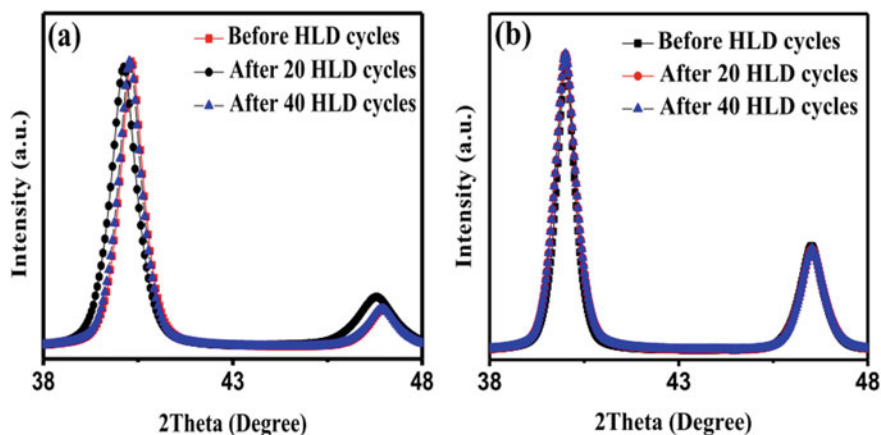 (a)
Before HLD cycles
After 20 HLD cycles
After 40 HLD cycles
Intensity (a.u.)
38
43
48
2Theta (Degree)
(b)
Before HLD cycles
After 20 HLD cycles
After 40 HLD cycles
Intensity (a.u.)
38
43
48
2Theta (Degree)